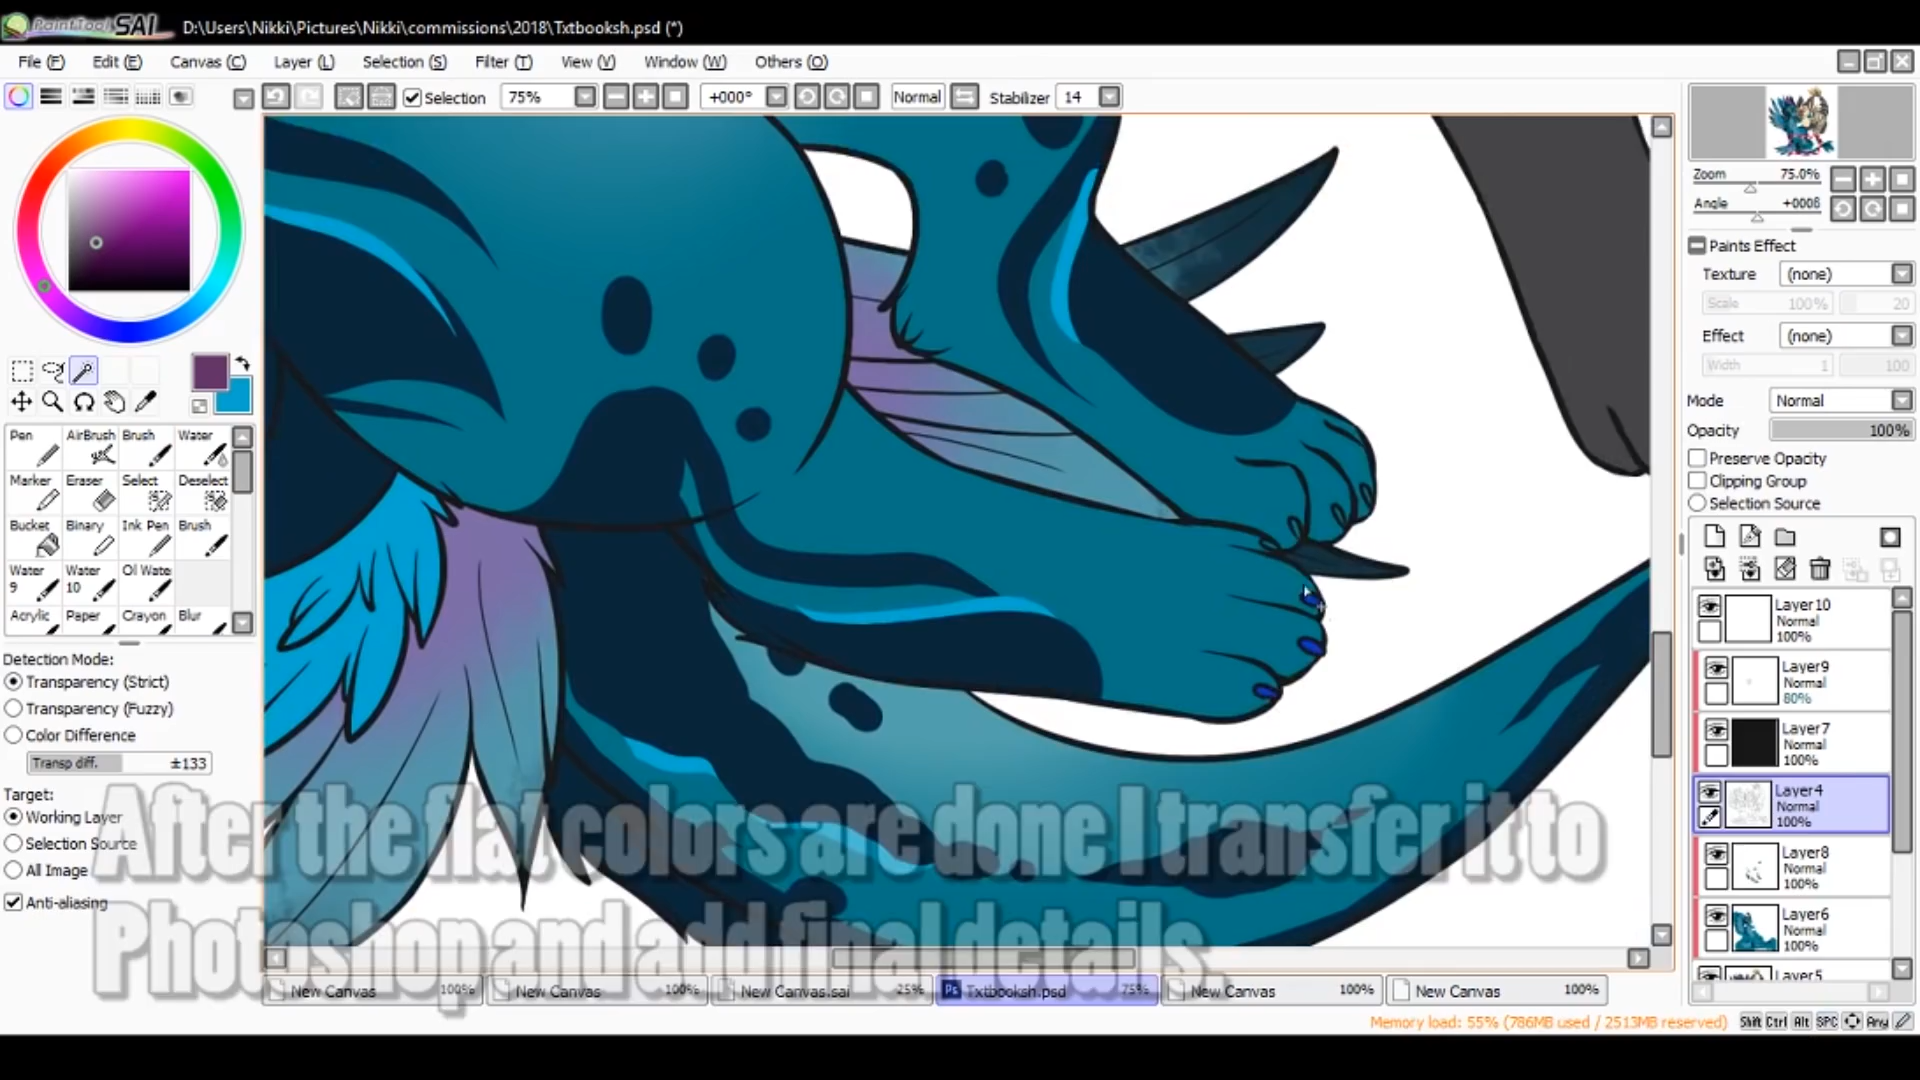 PaintTool SAI D:\Users\Nikki\Pictures\Nikki\commissions\2018\Txtbooksh.psd (*)
File (F) Edit (E) Canvas (C) Layer (L) Selection (S) Filter (T) View (V) Window (W) Others (O)
Selection 75% +000° Normal Stabilizer 14
Zoom 75.0%
Angle +000ß
Paints Effect
Texture (none)
Scale 100% 20
Effect (none)
Width 1 100
Mode Normal
Opacity 100%
Preserve Opacity
Clipping Group
Selection Source
Pen AirBrush Brush Water
Marker Eraser Select Deselect
Bucket Binary Ink Pen Brush
Water 9 Water 10 Oil Wate
Acrylic Paper Crayon Blur
Detection Mode:
Transparency (Strict)
Transparency (Fuzzy)
Color Difference
Transp diff. ±133
Target:
Working Layer
Selection Source
All Image
Anti-aliasing
Layer10
Normal
100%
Layer9
Normal
80%
Layer7
Normal
100%
Layer4
Normal
100%
Layer8
Normal
100%
Layer6
Normal
100%
Layer5
After the flat colors are done I transfer it to
Photoshop and add final details.
New Canvas 100% New Canvas 100% New Canvas.sai 25% Ps Txtbooksh.psd 75% New Canvas 100% New Canvas 100%
Memory load: 55% (786MB used / 2513MB reserved) Shift Ctrl Alt SPC Any